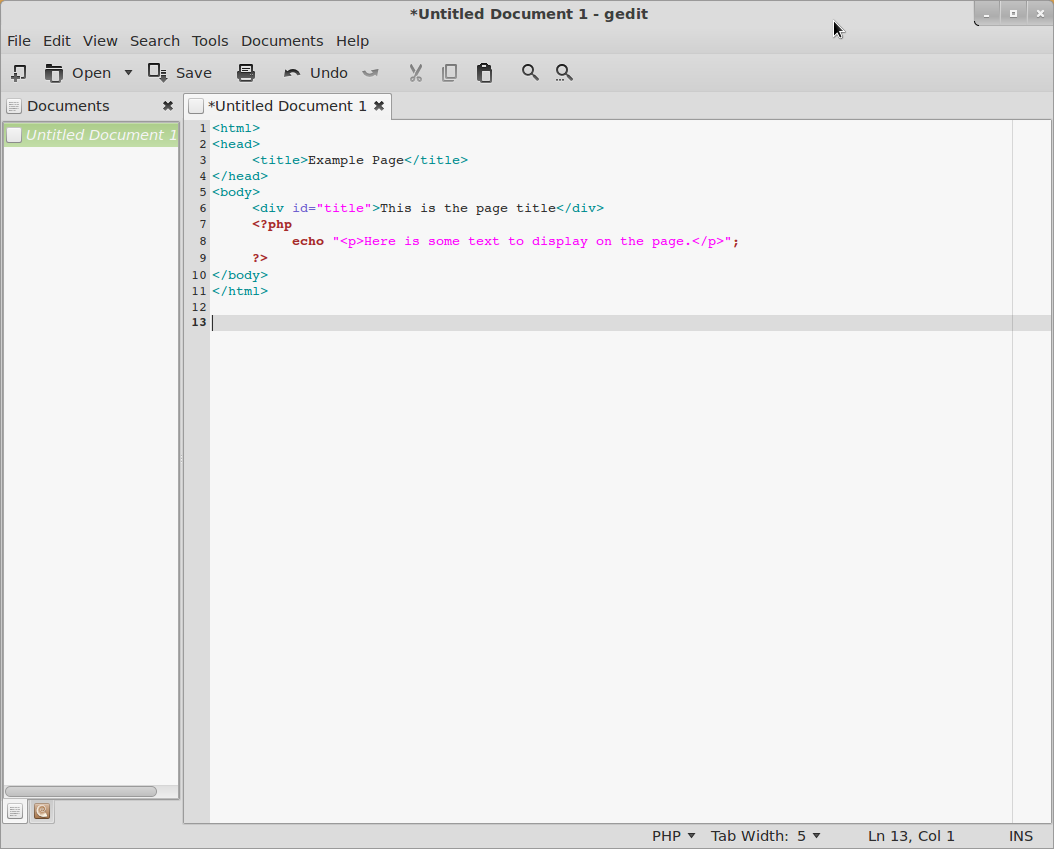 *Untitled Document 1 - gedit
File Edit View Search Tools Documents Help
Open Save Undo
Documents
*Untitled Document 1
Untitled Document 1
1 <html>
2 <head>
3 <title>Example Page</title>
4 </head>
5 <body>
6 <div id="title">This is the page title</div>
7 <?php
8 echo "<p>Here is some text to display on the page.</p>";
9 ?>
10 </body>
11 </html>
12
13
PHP Tab Width: 5 Ln 13, Col 1 INS